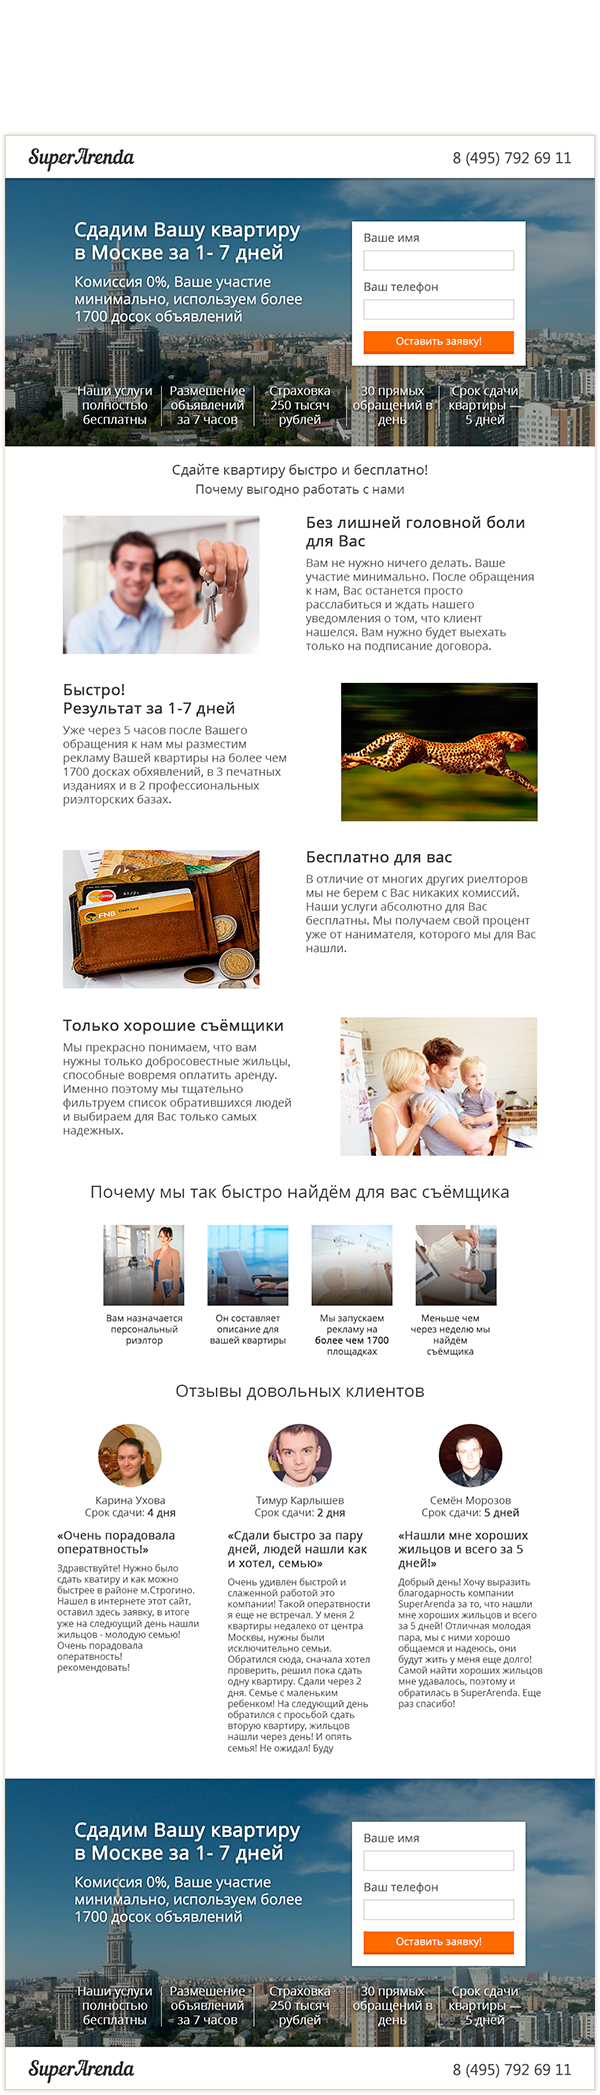 SuperArenda
8 (495) 792 69 11
Сдадим Вашу квартиру
в Москве за 1- 7 дней
Комиссия 0%, Ваше участие
минимально, используем более
1700 досок объявлений
Ваше имя
Ваш телефон
Оставить заявку!
Наши услуги
полностью
бесплатны
Размешение
объявлений
за 7 часов
Страховка
250 тысяч
рублей
30 прямых
обращений в
день
Срок сдачи
квартиры —
5 дней
Сдайте квартиру быстро и бесплатно!
Почему выгодно работать с нами
Без лишней головной боли
для Вас
Вам не нужно ничего делать. Ваше
участие минимально. После обращения
к нам, Вас останется просто
расслабиться и ждать нашего
уведомления о том, что клиент
нашелся. Вам нужно будет выехать
только на подписание договора.
Быстро!
Результат за 1-7 дней
Уже через 5 часов после Вашего
обращения к нам мы разместим
рекламу Вашей квартиры на более чем
1700 досках обхявлений, в 3 печатных
изданиях и в 2 профессиональных
риэлторских базах.
FNB
Бесплатно для вас
В отличие от многих других риелторов
мы не берем с Вас никаких комиссий.
Наши услуги абсолютно для Вас
бесплатны. Мы получаем свой процент
уже от нанимателя, которого мы для Вас
нашли.
Только хорошие съёмщики
Мы прекрасно понимаем, что вам
нужны только добросовестные жильцы,
способные вовремя оплатить аренду.
Именно поэтому мы тщательно
фильтруем список обратившихся людей
и выбираем для Вас только самых
надежных.
Почему мы так быстро найдём для вас съёмщика
Вам назначается
персональный
риэлтор
Он составляет
описание для
вашей квартиры
Мы запускаем
рекламу на
более чем 1700
площадках
Меньше чем
через неделю мы
найдём
съёмщика
Отзывы довольных клиентов
Карина Ухова
Срок сдачи: 4 дня
«Очень порадовала
оператвность!»
Здравствуйте! Нужно было
сдать кватиру и как можно
быстрее в районе м.Строгино.
Нашел в интернете этот сайт,
оставил здесь заявку, в итоге
уже на следующий день нашли
жильцов - молодую семью!
Очень порадовала
оператвность!
рекомендовать!
Тимур Карлышев
Срок сдачи: 2 дня
«Сдали быстро за пару
дней, людей нашли как
и хотел, семью»
Очень удивлен быстрой и
слаженной работой это
компании! Такой оператвности
я еще не встречал. У меня 2
квартиры недалеко от центра
Москвы, нужны были
исключительно семьи.
Обратился сюда, сначала хотел
проверить, решил пока сдать
одну квартиру. Сдали через 2
дня. Семье с маленьким
ребенком! На следующий день
обратился с просьбой сдать
вторую квартиру, жильцов
нашли через день! И опять
семья! Не ожидал! Буду
Семён Морозов
Срок сдачи: 5 дней
«Нашли мне хороших
жильцов и всего за 5
дней!»
Добрый день! Хочу выразить
благодарность компании
SuperArenda за то, что нашли
мне хороших жильцов и всего
за 5 дней! Отличная молодая
пара, мы с ними хорошо
общаемся и надеюсь, они
будут жить у меня еще долго!
Самой найти хороших жильцов
мне удавалось, поэтому и
обратилась в SuperArenda. Еще
раз спасибо!
Сдадим Вашу квартиру
в Москве за 1- 7 дней
Комиссия 0%, Ваше участие
минимально, используем более
1700 досок объявлений
Ваше имя
Ваш телефон
Оставить заявку!
Наши услуги
полностью
бесплатны
Размешение
объявлений
за 7 часов
Страховка
250 тысяч
рублей
30 прямых
обращений в
день
Срок сдачи
квартиры —
5 дней
SuperArenda
8 (495) 792 69 11